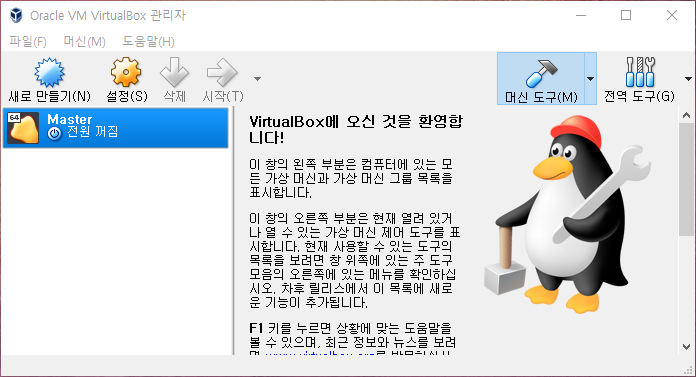 Oracle VM VirtualBox 관리자
파일(F) 머신(M) 도움말(H)
새로 만들기(N) 설정(S) 삭제 시작(T) 머신 도구(M) 전역 도구(G)
64 Master
전원 꺼짐
VirtualBox에 오신 것을 환영합
니다!
이 창의 왼쪽 부분은 컴퓨터에 있는 모
든 가상 머신과 가상 머신 그룹 목록을
표시합니다.
이 창의 오른쪽 부분은 현재 열려 있거
나 열 수 있는 가상 머신 제어 도구를 표
시합니다. 현재 사용할 수 있는 도구의
목록을 보려면 창 위쪽에 있는 주 도구
모음의 오른쪽에 있는 메뉴를 확인하십
시오. 차후 릴리스에서 이 목록에 새로
운 기능이 추가됩니다.
F1 키를 누르면 상황에 맞는 도움말을
볼 수 있으며, 최근 정보와 뉴스를 보려
면 www.virtualbox.org를 방문하십시